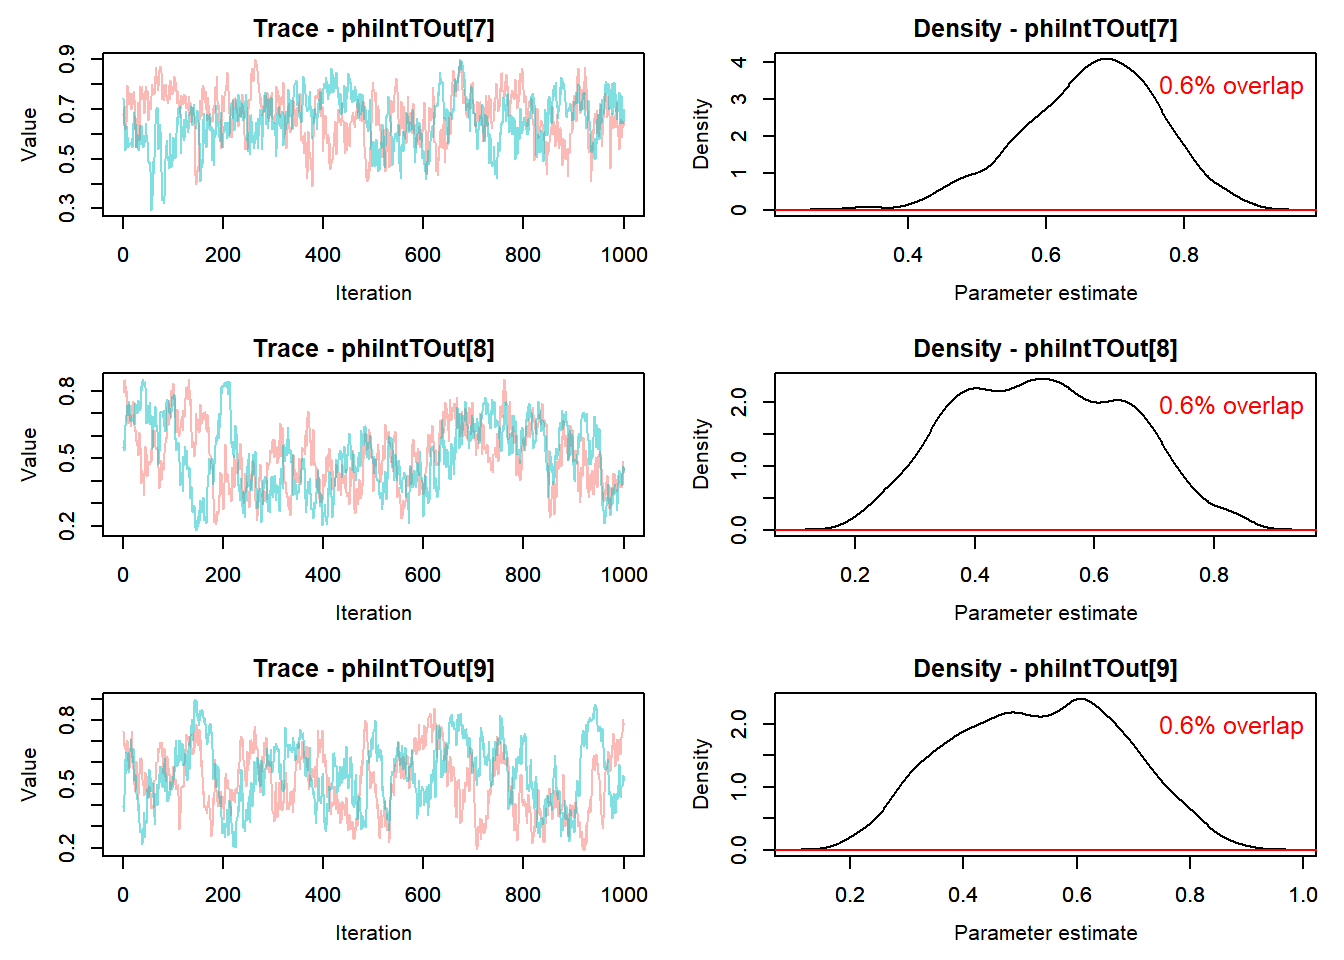 Trace - phiIntTOut[7]
Value
0.3 0.5 0.7 0.9
0 200 400 600 800 1000
Iteration
Density - phiIntTOut[7]
0.6% overlap
Density
0 1 2 3 4
0.4 0.6 0.8
Parameter estimate
Trace - phiIntTOut[8]
Value
0.2 0.5 0.8
0 200 400 600 800 1000
Iteration
Density - phiIntTOut[8]
0.6% overlap
Density
0.0 1.0 2.0
0.2 0.4 0.6 0.8
Parameter estimate
Trace - phiIntTOut[9]
Value
0.2 0.5 0.8
0 200 400 600 800 1000
Iteration
Density - phiIntTOut[9]
0.6% overlap
Density
0.0 1.0 2.0
0.2 0.4 0.6 0.8 1.0
Parameter estimate